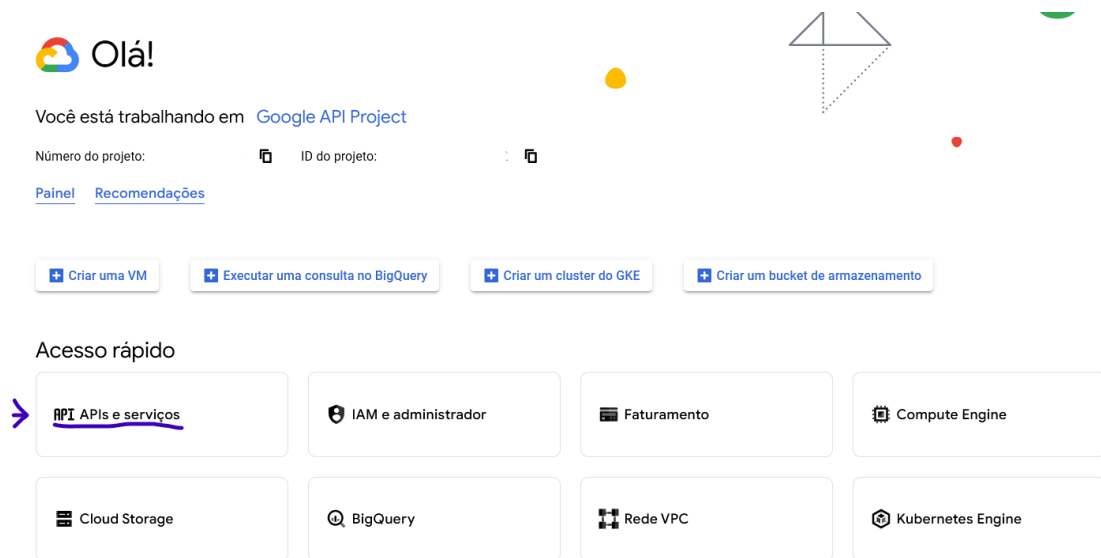 Olá!
Você está trabalhando em Google API Project
Número do projeto: ID do projeto:
Painel Recomendações
Criar uma VM Executar uma consulta no BigQuery Criar um cluster do GKE Criar um bucket de armazenamento
Acesso rápido
API APIs e serviços IAM e administrador Faturamento Compute Engine
Cloud Storage BigQuery Rede VPC Kubernetes Engine